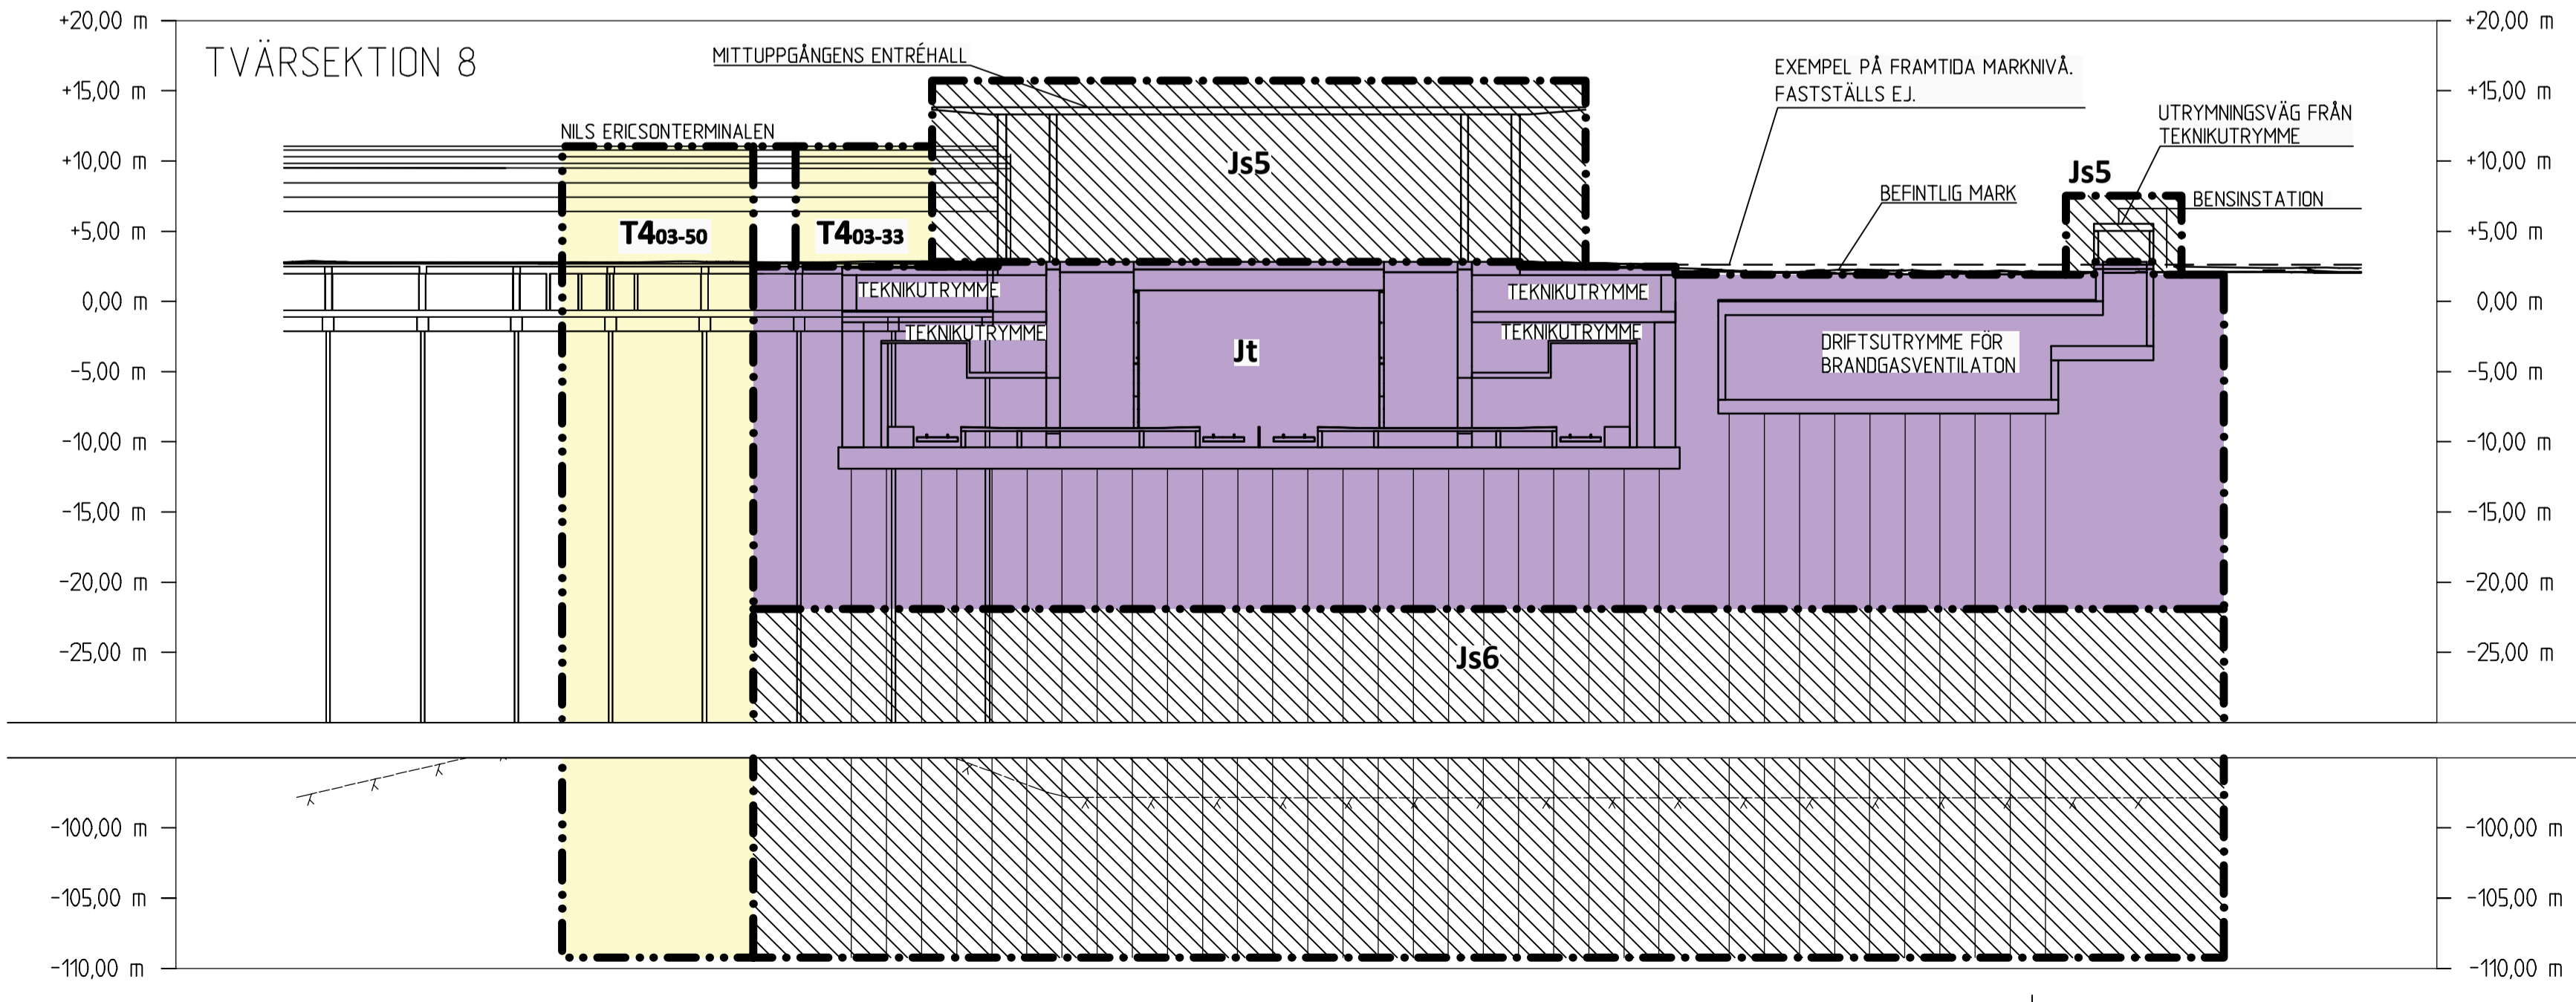 TVÄRSEKTION 8
+20,00 m
+15,00 m
+10,00 m
+5,00 m
0,00 m
-5,00 m
-10,00 m
-15,00 m
-20,00 m
-25,00 m
-100,00 m
-105,00 m
-110,00 m
MITTUPPGÅNGENS ENTRÉHALL
NILS ERICSONTERMINALEN
EXEMPEL PÅ FRAMTIDA MARKNIVÅ.
FASTSTÄLLS EJ.
UTRYMNINGSVÄG FRÅN
TEKNIKUTRYMME
BEFINTLIG MARK
BENSINSTATION
Js5
Js5
T403-50
T403-33
TEKNIKUTRYMME
TEKNIKUTRYMME
TEKNIKUTRYMME
TEKNIKUTRYMME
Jt
DRIFTSUTRYMME FÖR
BRANDGASVENTILATON
Js6
+20,00 m
+15,00 m
+10,00 m
+5,00 m
0,00 m
-5,00 m
-10,00 m
-15,00 m
-20,00 m
-25,00 m
-100,00 m
-105,00 m
-110,00 m